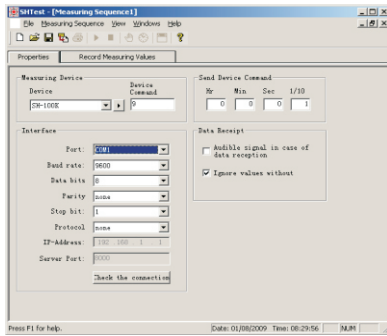 SHTest - [Measuring Sequence1]
File Measuring Sequence View Windows Help
Properties Record Measuring Values
Measuring Device
Device
Device Command
SH-100K 9
Send Device Command
Hr Min Sec 1/10
0 0 0 1
Interface
Port: COM1
Baud rate: 9600
Data bits 8
Parity none
Stop bit: 1
Protocol none
IP-Address: 192 .168 . 1 . 1
Server Port: 8000
Check the connection
Data Receipt
Audible signal in case of
data reception
Ignore values without
Press F1 for help.
Date: 01/08/2009 Time: 08:29:56 NUM